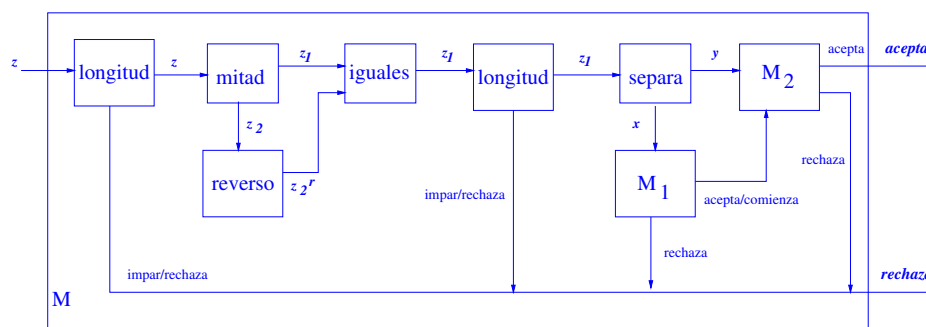 z
longitud
z
mitad
z1
iguales
z1
longitud
z1
separa
y
M2
acepta
acepta
z2
reverso
z2r
x
M1
acepta/comienza
rechaza
impar/rechaza
rechaza
impar/rechaza
rechaza
M